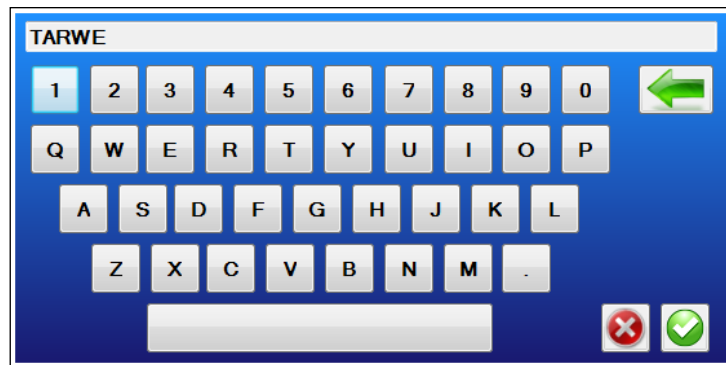 TARWE
1 2 3 4 5 6 7 8 9 0
Q W E R T Y U I O P
A S D F G H J K L
Z X C V B N M .